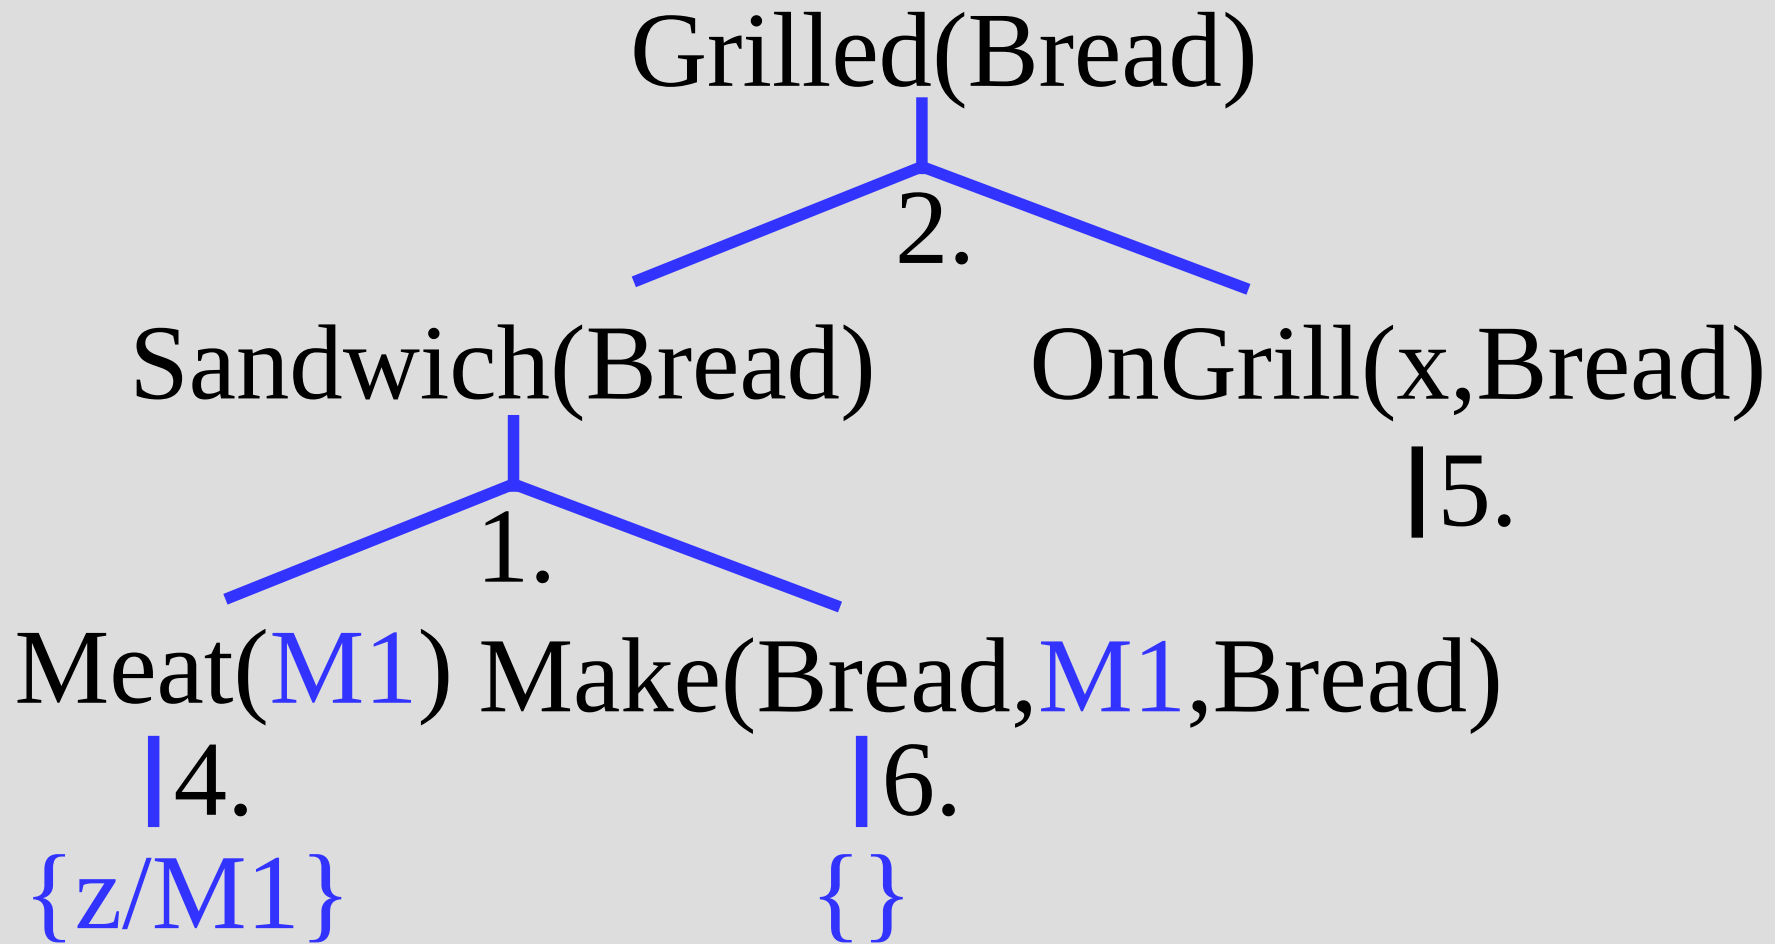 Grilled(Bread)
2.
Sandwich(Bread) OnGrill(x,Bread)
5.
1.
Meat(M1) Make(Bread,M1,Bread)
4. 6.
{z/M1} {}